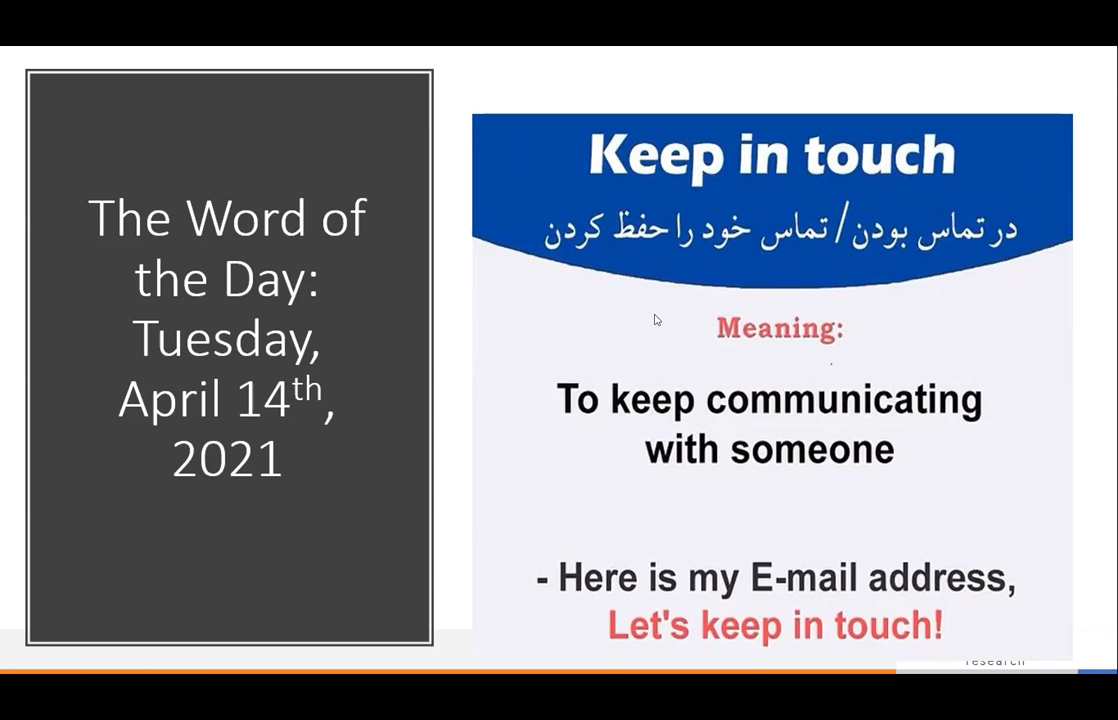 The Word of
the Day:
Tuesday,
April 14th,
2021
Keep in touch
در تماس بودن/ تماس خود را حفظ کردن
Meaning:
To keep communicating
with someone
- Here is my E-mail address,
Let's keep in touch!
research